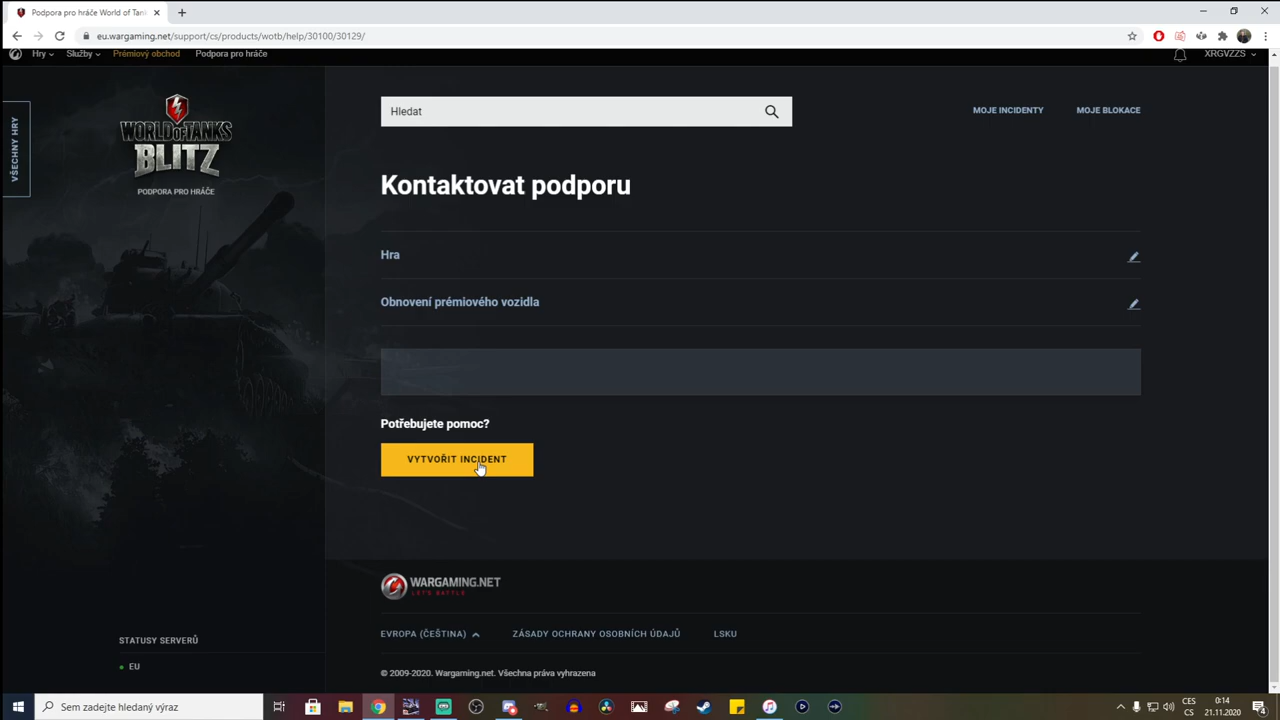 Podpora pro hráče World of Tan
eu.wargaming.net/support/cs/products/wotb/help/30100/30129/
Hry
Služby
Prémiový obchod
Podpora pro hráče
XRGVZZS
VŠECHNY HRY
WORLD OF TANKS
BLITZ
PODPORA PRO HRÁČE
Hledat
MOJE INCIDENTY
MOJE BLOKACE
Kontaktovat podporu
Hra
Obnovení prémiového vozidla
Potřebujete pomoc?
VYTVOŘIT INCIDENT
WARGAMING.NET
LET'S BATTLE
STATUSY SERVERŮ
EU
EVROPA (ČEŠTINA)
ZÁSADY OCHRANY OSOBNÍCH ÚDAJŮ
LSKU
© 2009-2020. Wargaming.net. Všechna práva vyhrazena
Sem zadejte hledaný výraz
CES
CS
0:14
21.11.2020
4